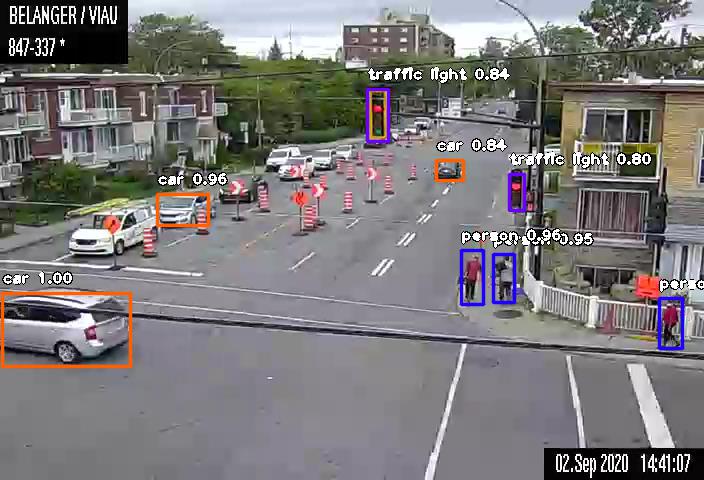 BELANGER / VIAU
847-337 *
traffic light 0.84
car 0.84
traffic light 0.80
car 0.96
person 0.96
0.95
car 1.00
perso
02.Sep 2020 14:41:07